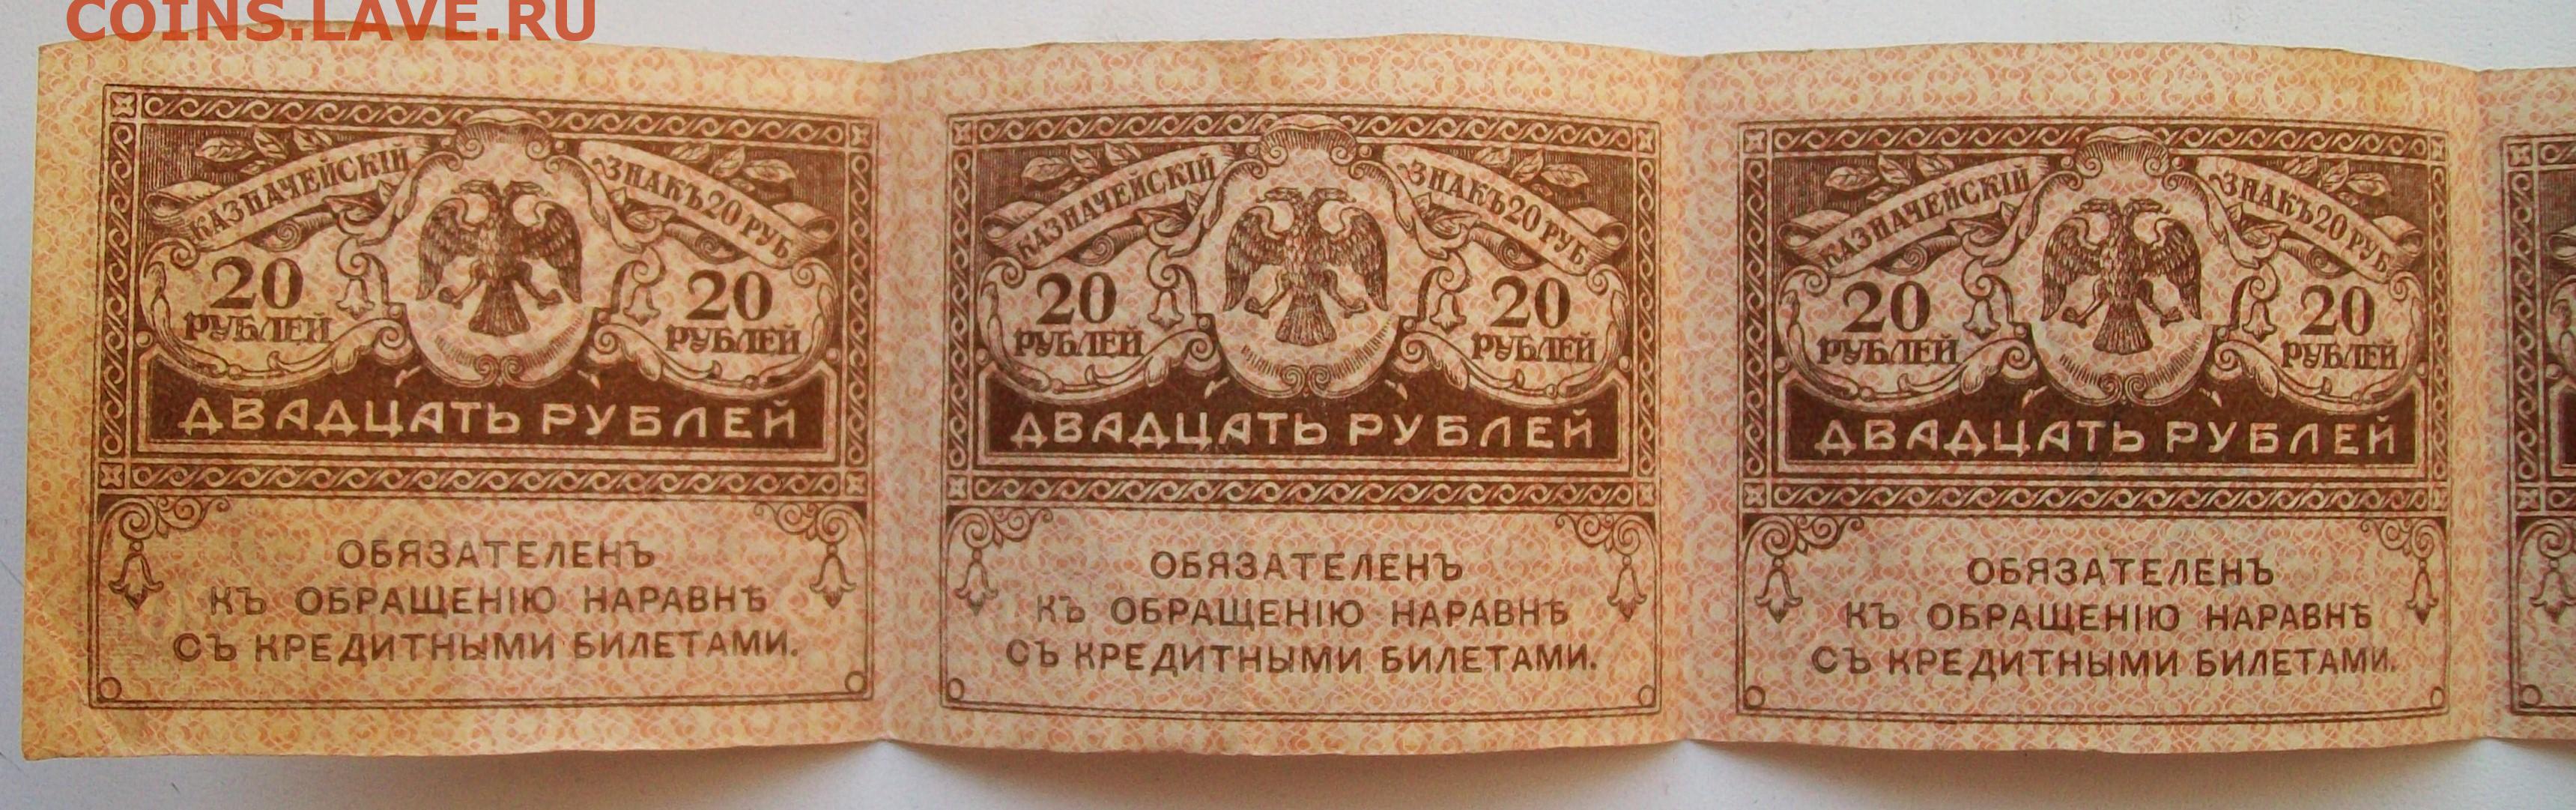 COINS.LAVE.RU
КАЗНАЧЕЙСКІЙ ЗНАКЪ 20 РУБ
20 20
РУБЛЕЙ РУБЛЕЙ
ДВАДЦАТЬ РУБЛЕЙ
ОБЯЗАТЕЛЕНЪ
КЪ ОБРАЩЕНІЮ НАРАВНѢ
СЪ КРЕДИТНЫМИ БИЛЕТАМИ.
КАЗНАЧЕЙСКІЙ ЗНАКЪ 20 РУБ
20 20
РУБЛЕЙ РУБЛЕЙ
ДВАДЦАТЬ РУБЛЕЙ
ОБЯЗАТЕЛЕНЪ
КЪ ОБРАЩЕНІЮ НАРАВНѢ
СЪ КРЕДИТНЫМИ БИЛЕТАМИ.
КАЗНАЧЕЙСКІЙ ЗНАКЪ 20 РУБ
20 20
РУБЛЕЙ РУБЛЕЙ
ДВАДЦАТЬ РУБЛЕЙ
ОБЯЗАТЕЛЕНЪ
КЪ ОБРАЩЕНІЮ НАРАВНѢ
СЪ КРЕДИТНЫМИ БИЛЕТАМИ.